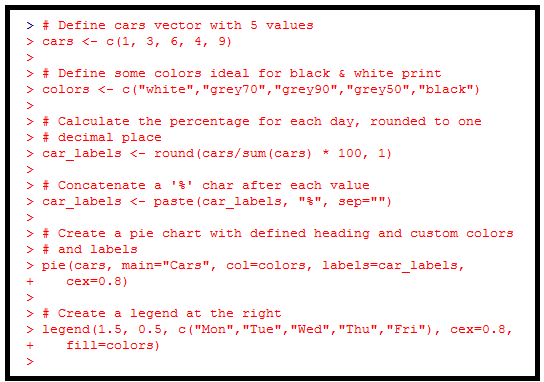 > # Define cars vector with 5 values
> cars <- c(1, 3, 6, 4, 9)
>
> # Define some colors ideal for black & white print
> colors <- c("white","grey70","grey90","grey50","black")
>
> # Calculate the percentage for each day, rounded to one
> # decimal place
> car_labels <- round(cars/sum(cars) * 100, 1)
>
> # Concatenate a '%' char after each value
> car_labels <- paste(car_labels, "%", sep="")
>
> # Create a pie chart with defined heading and custom colors
> # and labels
> pie(cars, main="Cars", col=colors, labels=car_labels,
+    cex=0.8)
>
> # Create a legend at the right
> legend(1.5, 0.5, c("Mon","Tue","Wed","Thu","Fri"), cex=0.8,
+    fill=colors)
>